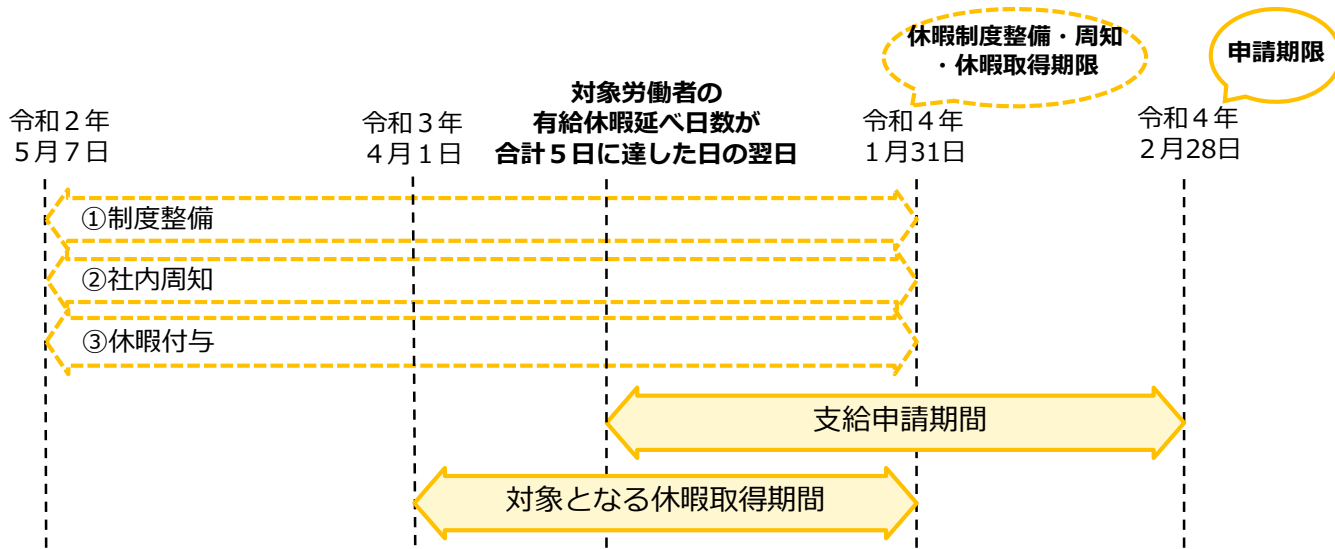 休暇制度整備・周知
・休暇取得期限
申請期限
令和２年
５月７日
令和３年
４月１日
対象労働者の
有給休暇延べ日数が
合計５日に達した日の翌日
令和４年
１月31日
令和４年
２月28日
①制度整備
②社内周知
③休暇付与
支給申請期間
対象となる休暇取得期間